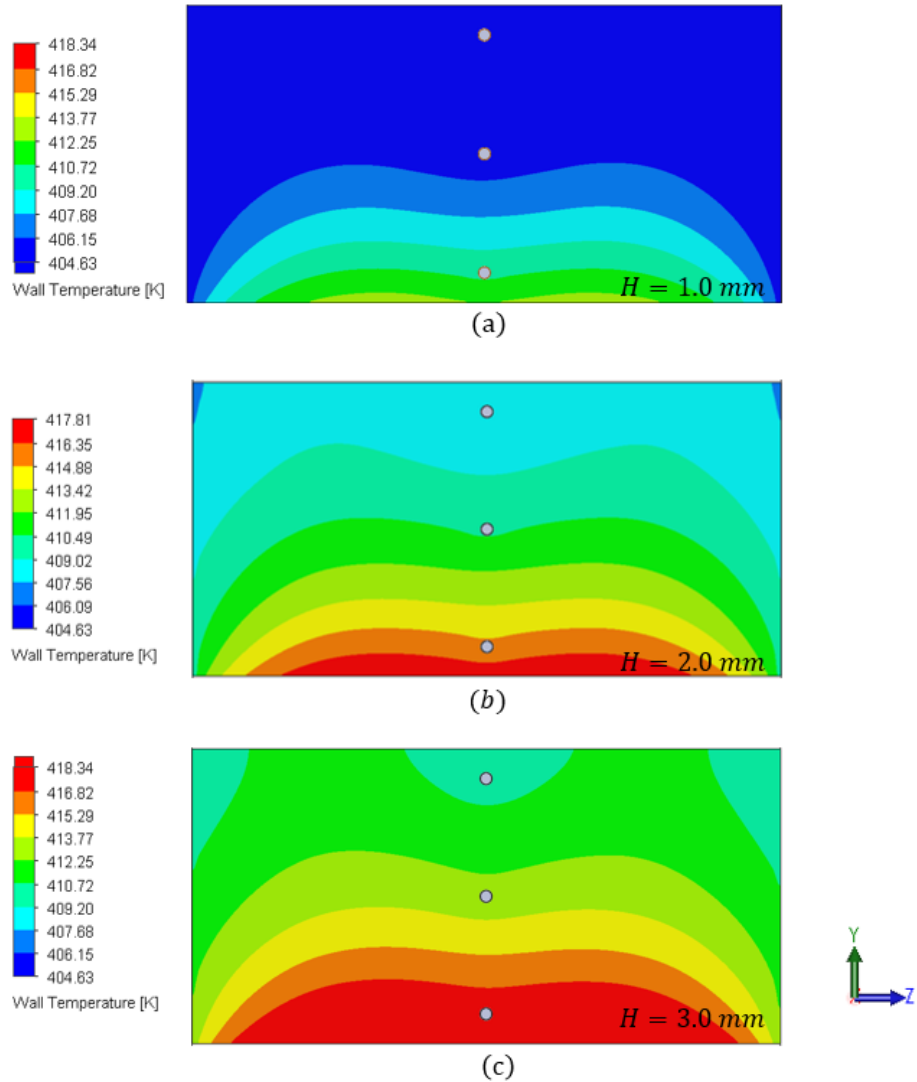 418.34
416.82
415.29
413.77
412.25
410.72
409.20
407.68
406.15
404.63
Wall Temperature [K]
H = 1.0 mm
(a)
417.81
416.35
414.88
413.42
411.95
410.49
409.02
407.56
406.09
404.63
Wall Temperature [K]
H = 2.0 mm
(b)
418.34
416.82
415.29
413.77
412.25
410.72
409.20
407.68
406.15
404.63
Wall Temperature [K]
H = 3.0 mm
(c)
Y
Z